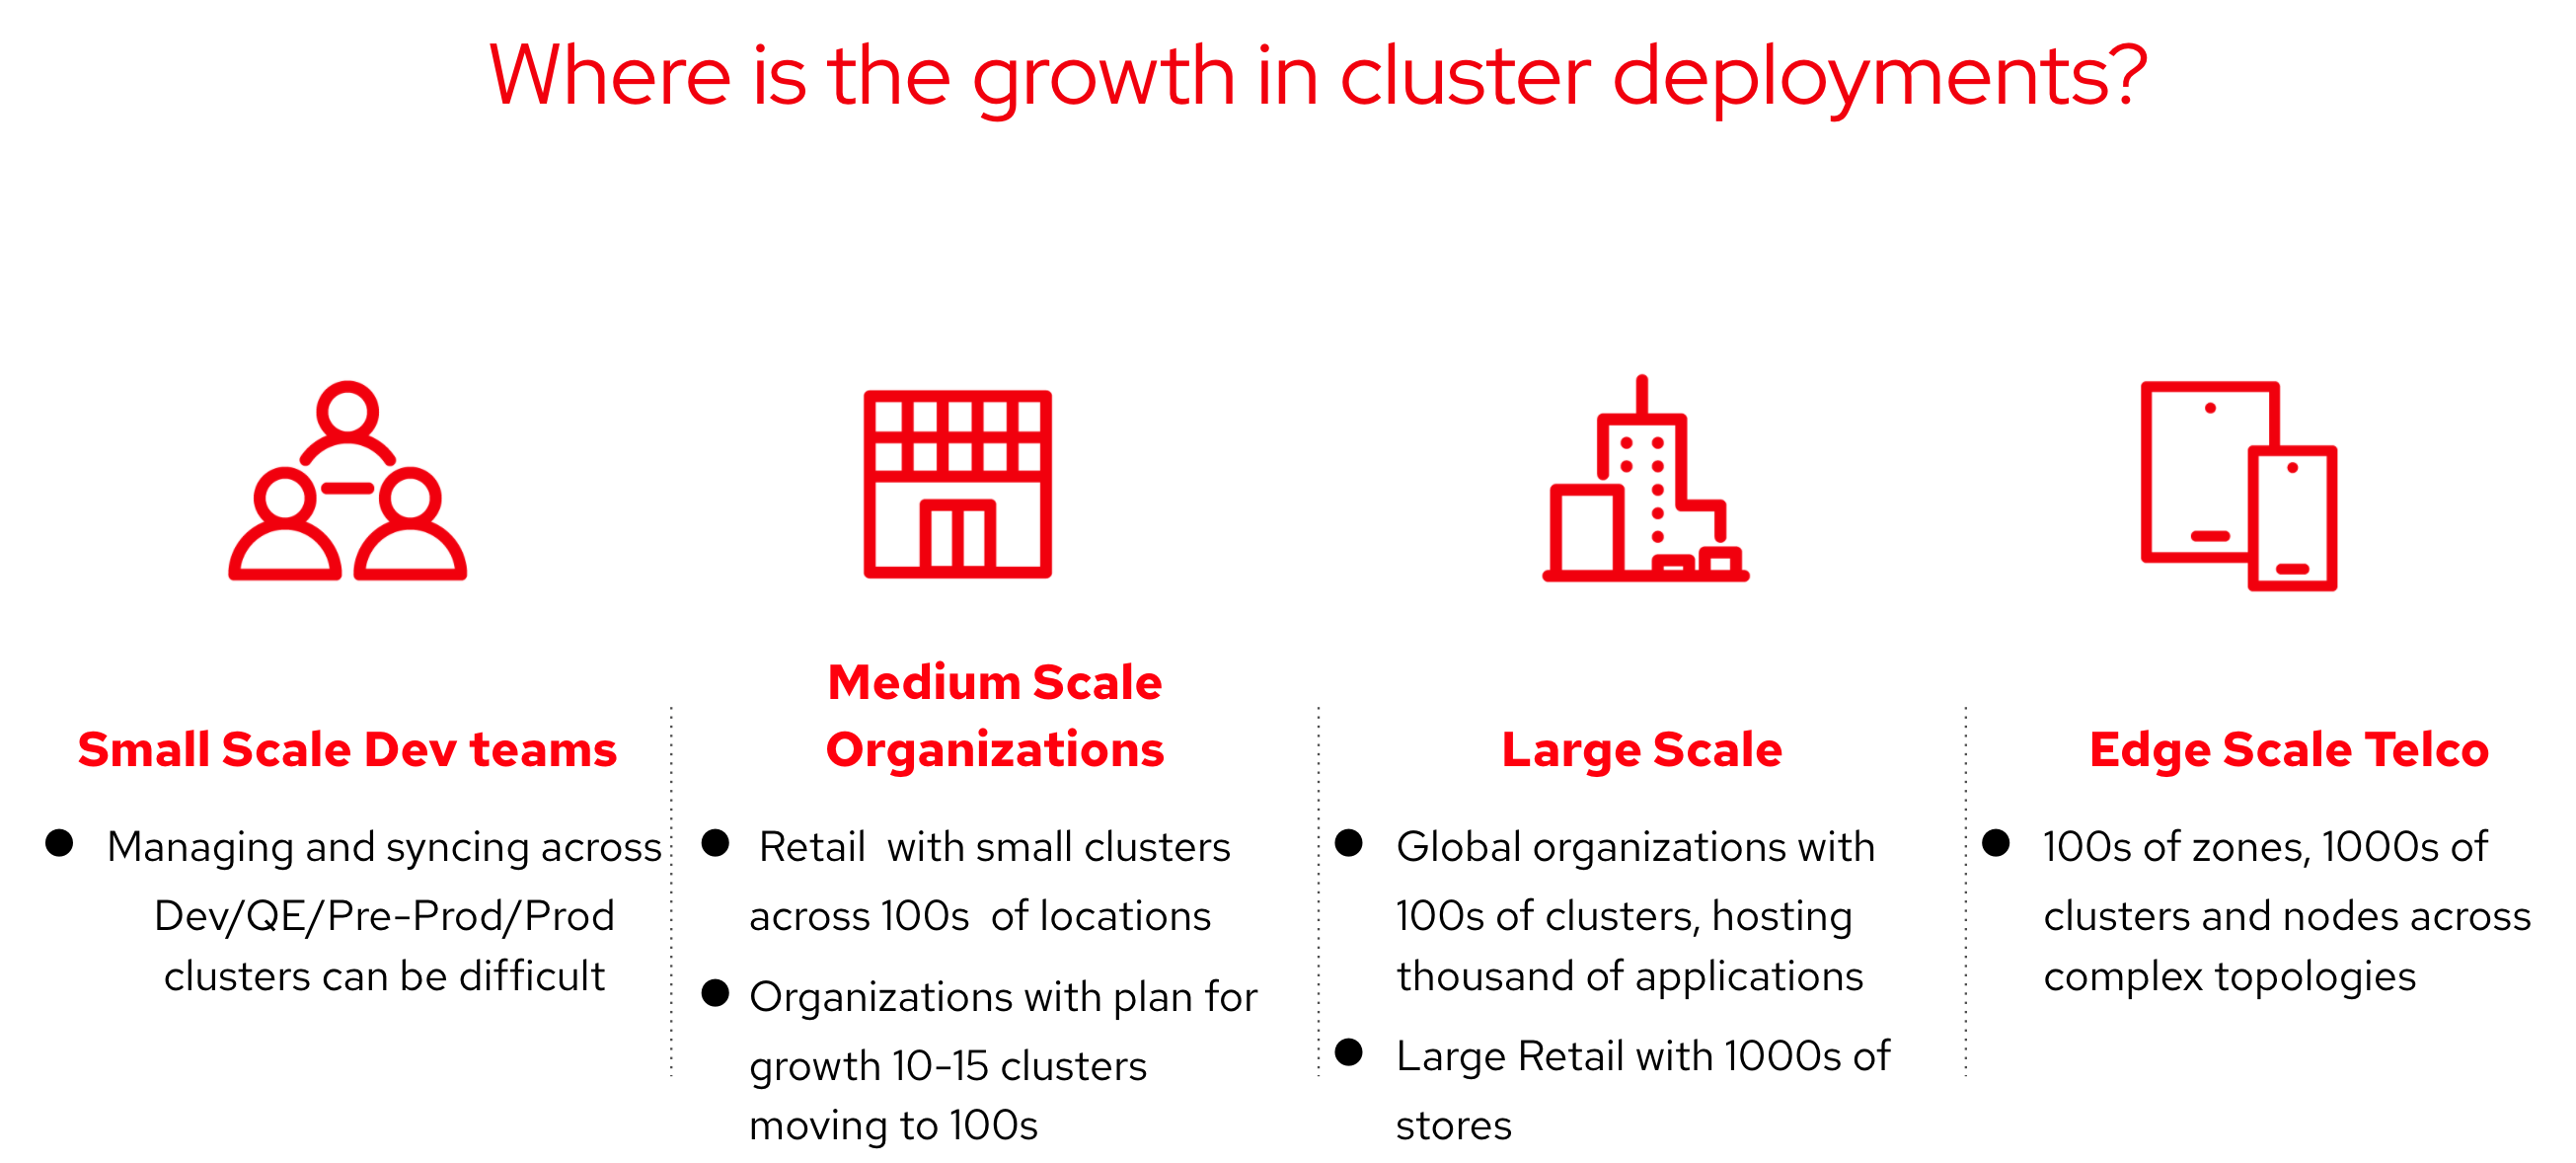 Where is the growth in cluster deployments?
Small Scale Dev teams
● Managing and syncing across
Dev/QE/Pre-Prod/Prod
clusters can be difficult
Medium Scale
Organizations
● Retail with small clusters
across 100s of locations
● Organizations with plan for
growth 10-15 clusters
moving to 100s
Large Scale
● Global organizations with
100s of clusters, hosting
thousand of applications
● Large Retail with 1000s of
stores
Edge Scale Telco
● 100s of zones, 1000s of
clusters and nodes across
complex topologies